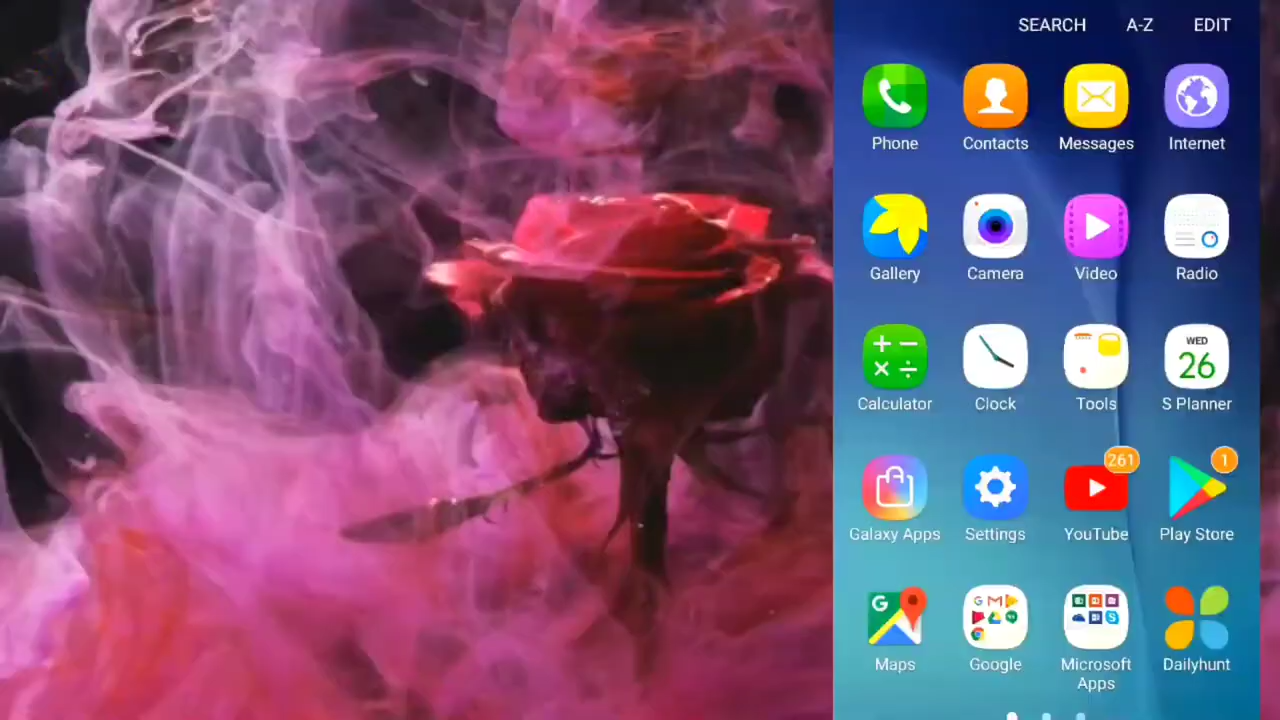 SEARCH A-Z EDIT
Phone Contacts Messages Internet
Gallery Camera Video Radio
WED
26
Calculator Clock Tools S Planner
261 1
Galaxy Apps Settings YouTube Play Store
G
G
Maps Google Microsoft Apps Dailyhunt